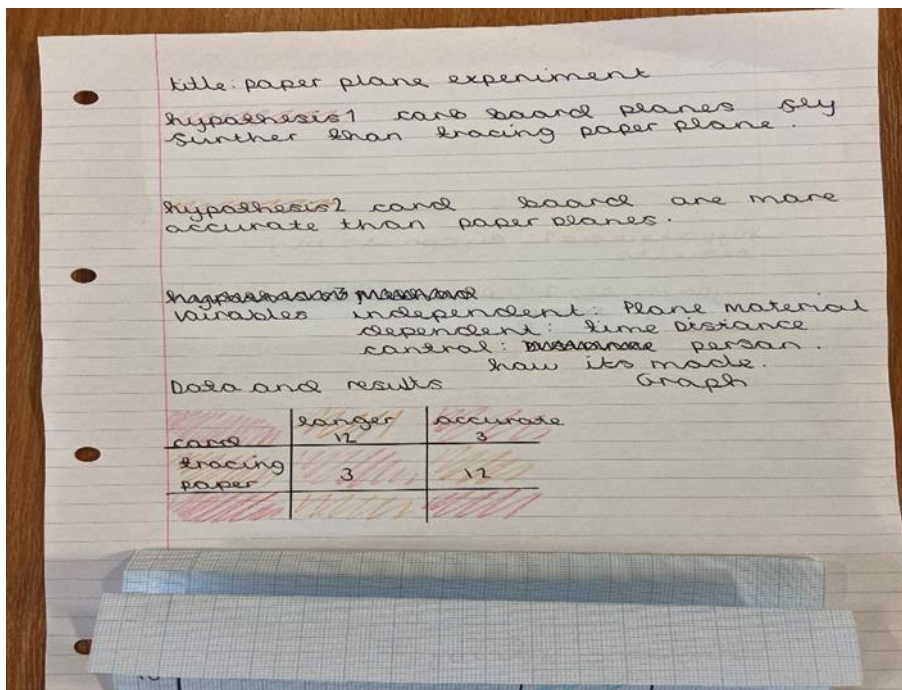 title: paper plane experiment
hypothesis1 card board planes fly
further than tracing paper plane.
hypothesis2 card board are more
accurate than paper planes.
vairables independent: Plane material
dependent: time Distance
control: person.
how its made.
Data and results Graph
longer accurate
card 12 3
tracing
paper 3 12